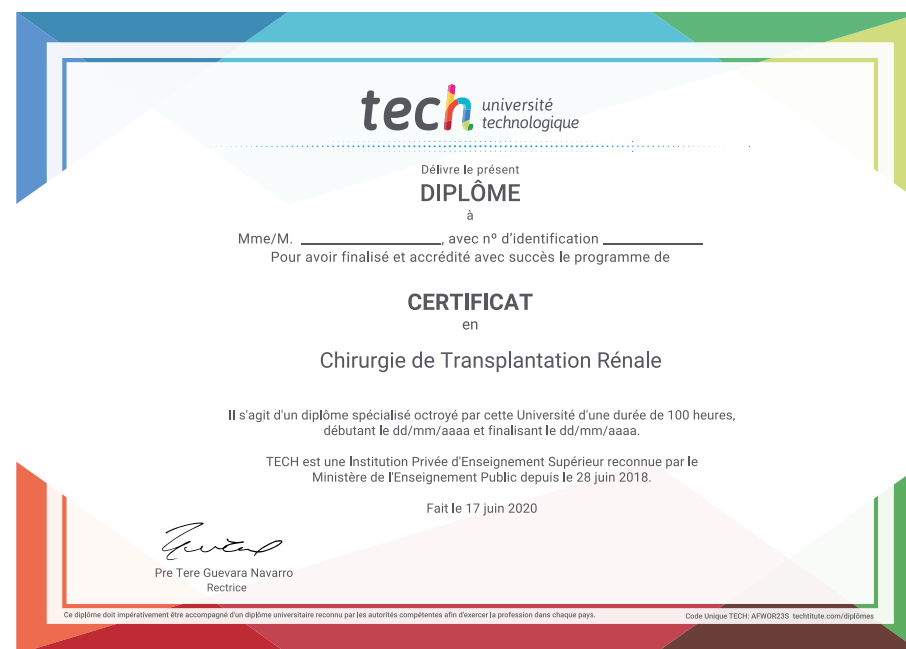 tech université
technologique
Délivre le présent
DIPLÔME
à
Mme/M. ____________________, avec nº d'identification ______________
Pour avoir finalisé et accrédité avec succès le programme de
CERTIFICAT
en
Chirurgie de Transplantation Rénale
Il s'agit d'un diplôme spécialisé octroyé par cette Université d'une durée de 100 heures,
débutant le dd/mm/aaaa et finalisant le dd/mm/aaaa.
TECH est une Institution Privée d'Enseignement Supérieur reconnue par le
Ministère de l'Enseignement Public depuis le 28 juin 2018.
Fait le 17 juin 2020
Pre Tere Guevara Navarro
Rectrice
Ce diplôme doit impérativement être accompagné d'un diplôme universitaire reconnu par les autorités compétentes afin d'exercer la profession dans chaque pays.
Code Unique TECH: AFWOR23S techtitute.com/diplômes